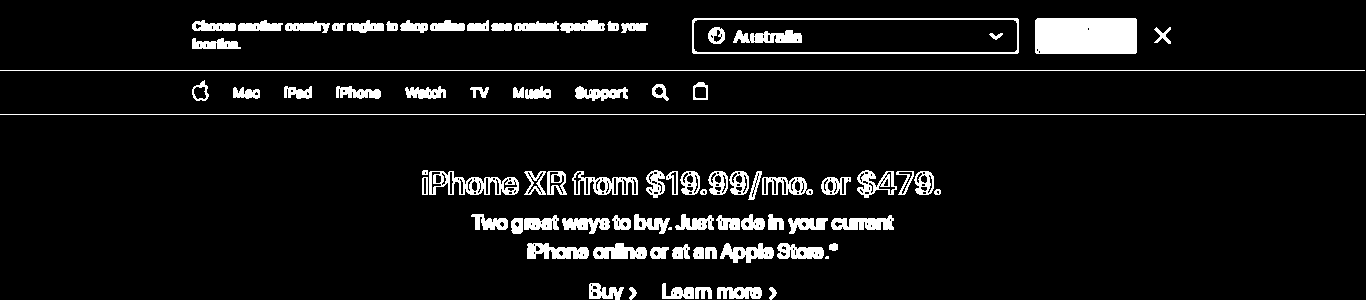 Choose another country or region to shop online and see content specific to your
location.
Australia
Mac iPad iPhone Watch TV Music Support
iPhone XR from $19.99/mo. or $479.
Two great ways to buy. Just trade in your current
iPhone online or at an Apple Store.*
Buy › Learn more ›